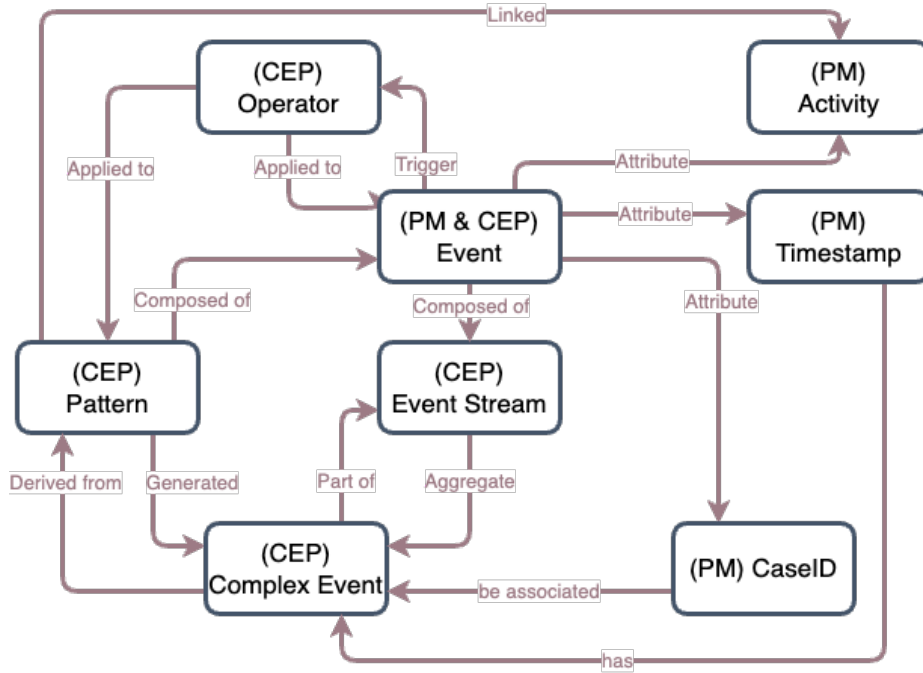 Linked
(CEP)
Operator
(PM)
Activity
Applied to
Applied to
Trigger
Attribute
(PM & CEP)
Event
Attribute
(PM)
Timestamp
Composed of
Composed of
Attribute
(CEP)
Pattern
(CEP)
Event Stream
Derived from
Generated
Part of
Aggregate
(CEP)
Complex Event
be associated
(PM) CaseID
has